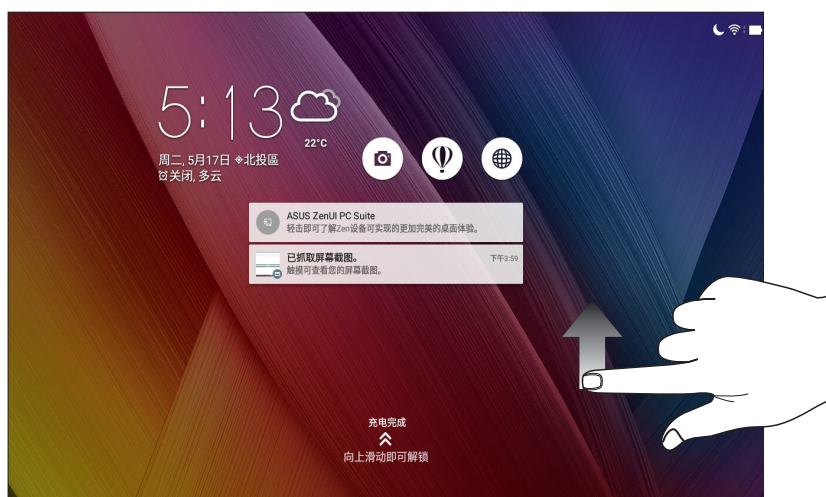 5:13
22°C
周二, 5月17日 北投區
关闭, 多云
ASUS ZenUI PC Suite
轻击即可了解Zen设备可实现的更加完美的桌面体验。
已抓取屏幕截图。 下午3:59
触摸可查看您的屏幕截图。
充电完成
向上滑动即可解锁